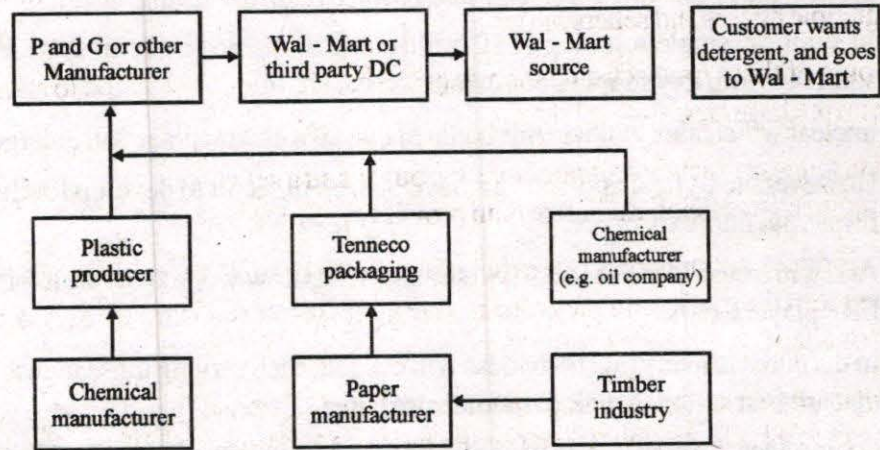 P and G or other
Manufacturer
Wal - Mart or
third party DC
Wal - Mart
source
Customer wants
detergent, and goes
to Wal - Mart
Plastic
producer
Tenneco
packaging
Chemical
manufacturer
(e.g. oil company')
Chemical
manufacturer
Paper
manufacturer
Timber
industry